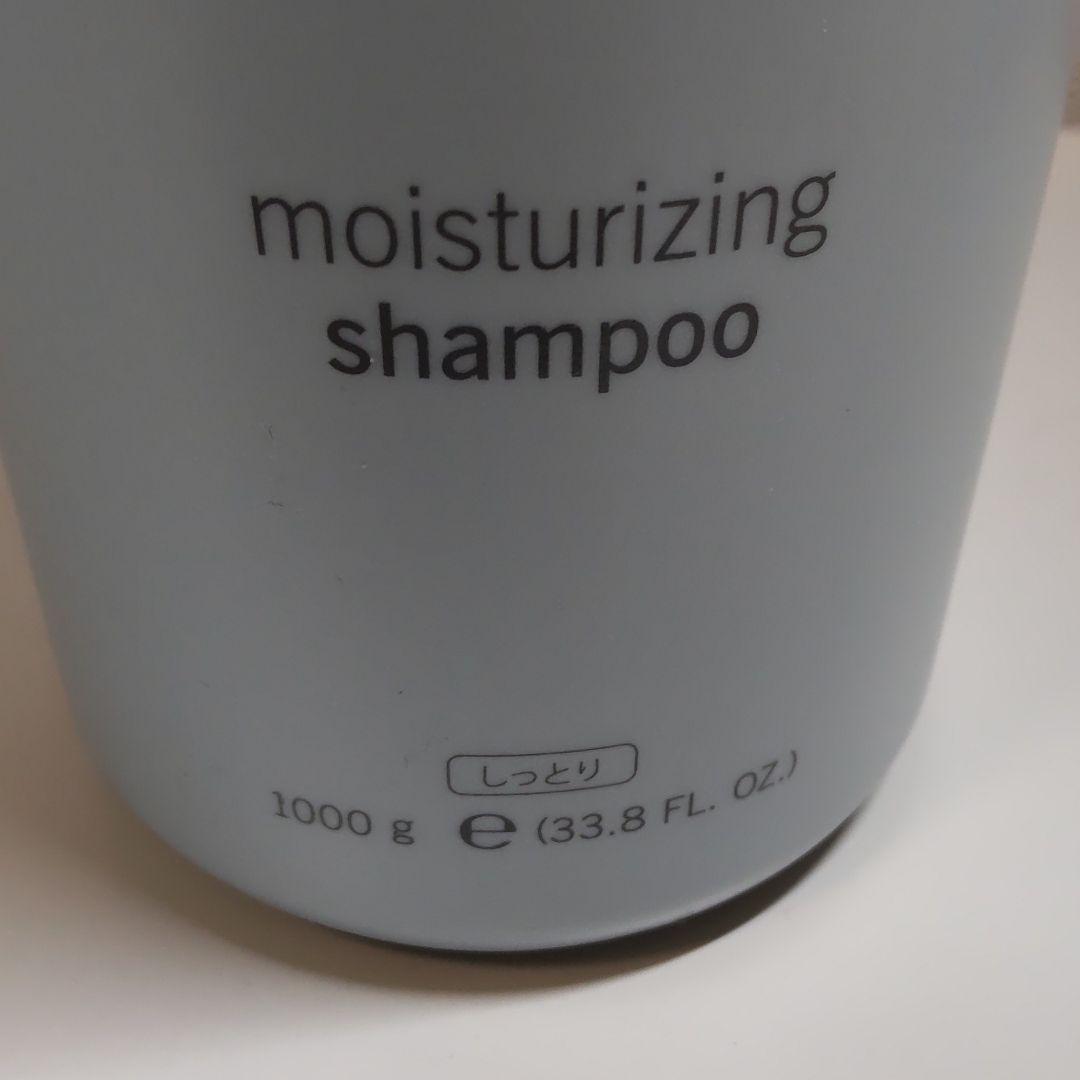 moisturizing
shampoo
しっとり
1000 g ℮ (33.8 FL. OZ.)